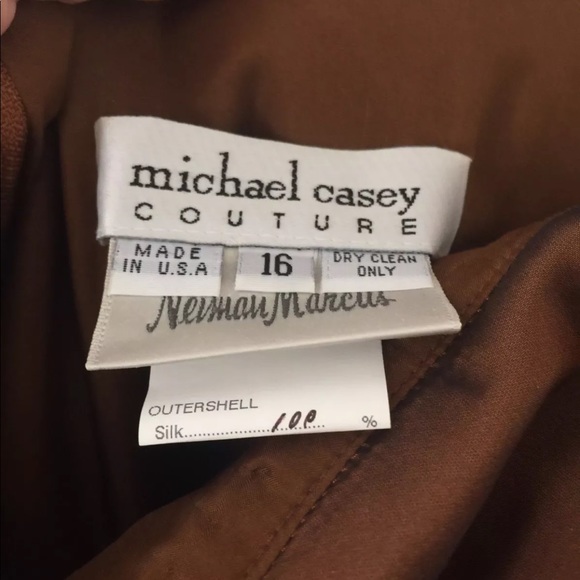 michael casey
COUTURE
MADE
IN U.S.A
16
DRY CLEAN
ONLY
Neiman Marcus
OUTERSHELL
Silk..................100........%